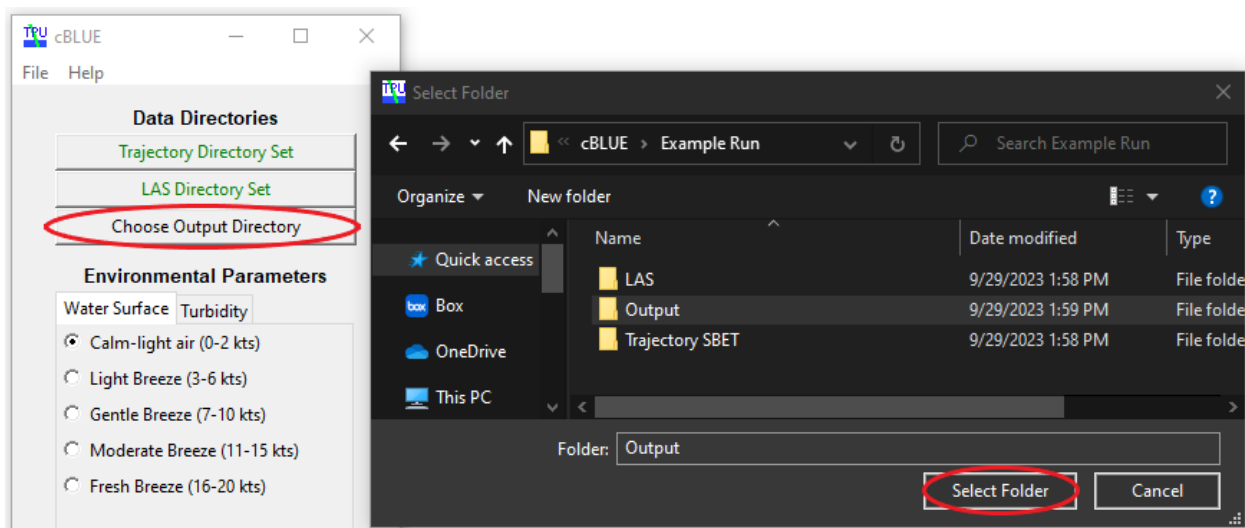 TPU cBLUE
File Help
Data Directories
Trajectory Directory Set
LAS Directory Set
Choose Output Directory
Environmental Parameters
Water Surface Turbidity
Calm-light air (0-2 kts)
Light Breeze (3-6 kts)
Gentle Breeze (7-10 kts)
Moderate Breeze (11-15 kts)
Fresh Breeze (16-20 kts)
TPU Select Folder
« cBLUE > Example Run
Search Example Run
Organize New folder
?
Name Date modified Type
Quick access
box Box
OneDrive
This PC
LAS 9/29/2023 1:58 PM File folde
Output 9/29/2023 1:59 PM File folde
Trajectory SBET 9/29/2023 1:58 PM File folde
Folder: Output
Select Folder Cancel